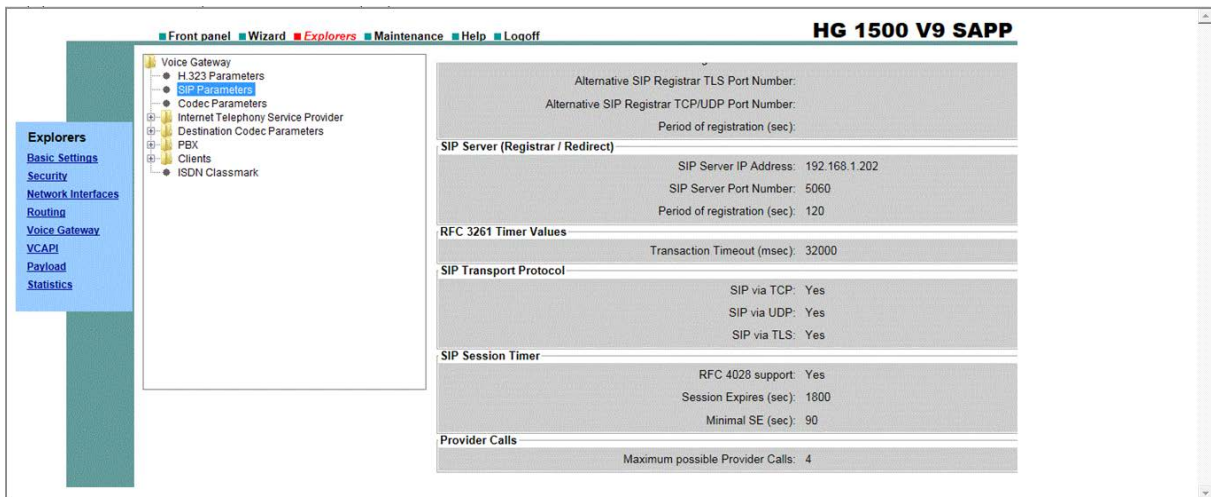 HG 1500 V9 SAPP
Front panel Wizard Explorers Maintenance Help Logoff
Explorers
Basic Settings
Security
Network Interfaces
Routing
Voice Gateway
VCAPI
Payload
Statistics
Voice Gateway
H.323 Parameters
SIP Parameters
Codec Parameters
Internet Telephony Service Provider
Destination Codec Parameters
PBX
Clients
ISDN Classmark
Alternative SIP Registrar TLS Port Number:
Alternative SIP Registrar TCP/UDP Port Number:
Period of registration (sec):
SIP Server (Registrar / Redirect)
SIP Server IP Address: 192.168.1.202
SIP Server Port Number: 5060
Period of registration (sec): 120
RFC 3261 Timer Values
Transaction Timeout (msec): 32000
SIP Transport Protocol
SIP via TCP: Yes
SIP via UDP: Yes
SIP via TLS: Yes
SIP Session Timer
RFC 4028 support: Yes
Session Expires (sec): 1800
Minimal SE (sec): 90
Provider Calls
Maximum possible Provider Calls: 4